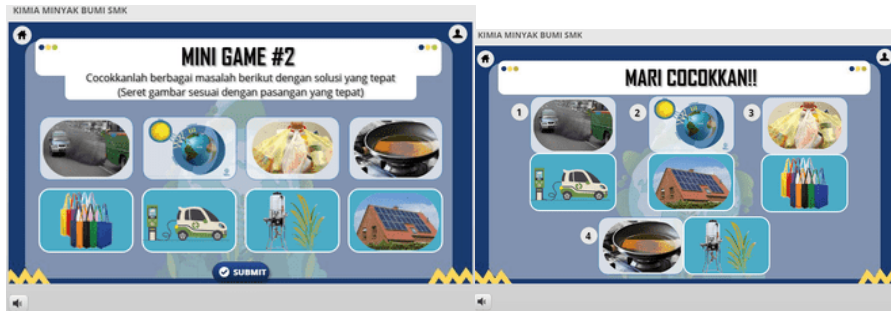 KIMIA MINYAK BUMI SMK
MINI GAME #2
Cocokkanlah berbagai masalah berikut dengan solusi yang tepat
(Seret gambar sesuai dengan pasangan yang tepat)
SUBMIT
KIMIA MINYAK BUMI SMK
MARI COCOKKAN!!
1
2
3
4